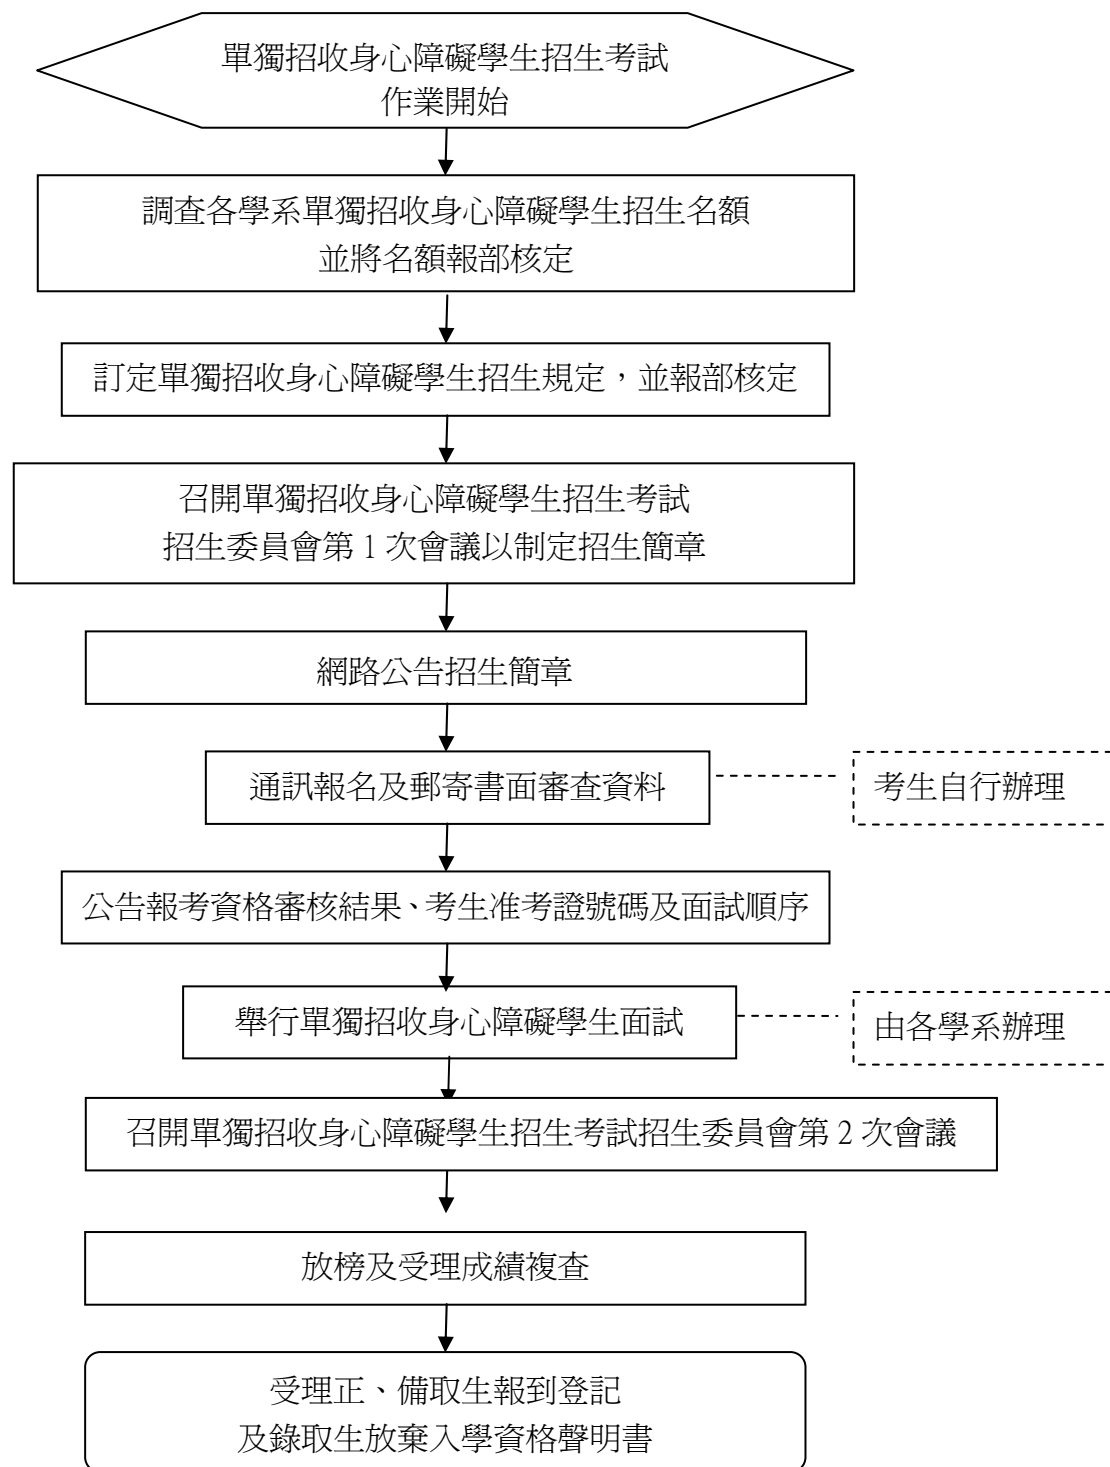 單獨招收身心障礙學生招生考試
作業開始
調查各學系單獨招收身心障礙學生招生名額
並將名額報部核定
訂定單獨招收身心障礙學生招生規定，並報部核定
召開單獨招收身心障礙學生招生考試
招生委員會第 1 次會議以制定招生簡章
網路公告招生簡章
通訊報名及郵寄書面審查資料
考生自行辦理
公告報考資格審核結果、考生准考證號碼及面試順序
舉行單獨招收身心障礙學生面試
由各學系辦理
召開單獨招收身心障礙學生招生考試招生委員會第 2 次會議
放榜及受理成績複查
受理正、備取生報到登記
及錄取生放棄入學資格聲明書